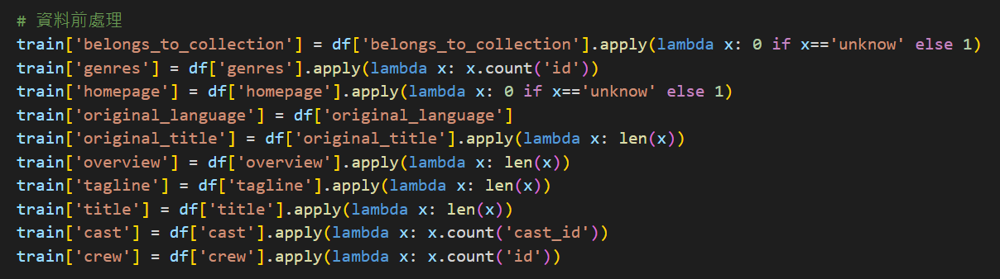 # 資料前處理
train['belongs_to_collection'] = df['belongs_to_collection'].apply(lambda x: 0 if x=='unknow' else 1)
train['genres'] = df['genres'].apply(lambda x: x.count('id'))
train['homepage'] = df['homepage'].apply(lambda x: 0 if x=='unknow' else 1)
train['original_language'] = df['original_language']
train['original_title'] = df['original_title'].apply(lambda x: len(x))
train['overview'] = df['overview'].apply(lambda x: len(x))
train['tagline'] = df['tagline'].apply(lambda x: len(x))
train['title'] = df['title'].apply(lambda x: len(x))
train['cast'] = df['cast'].apply(lambda x: x.count('cast_id'))
train['crew'] = df['crew'].apply(lambda x: x.count('id'))